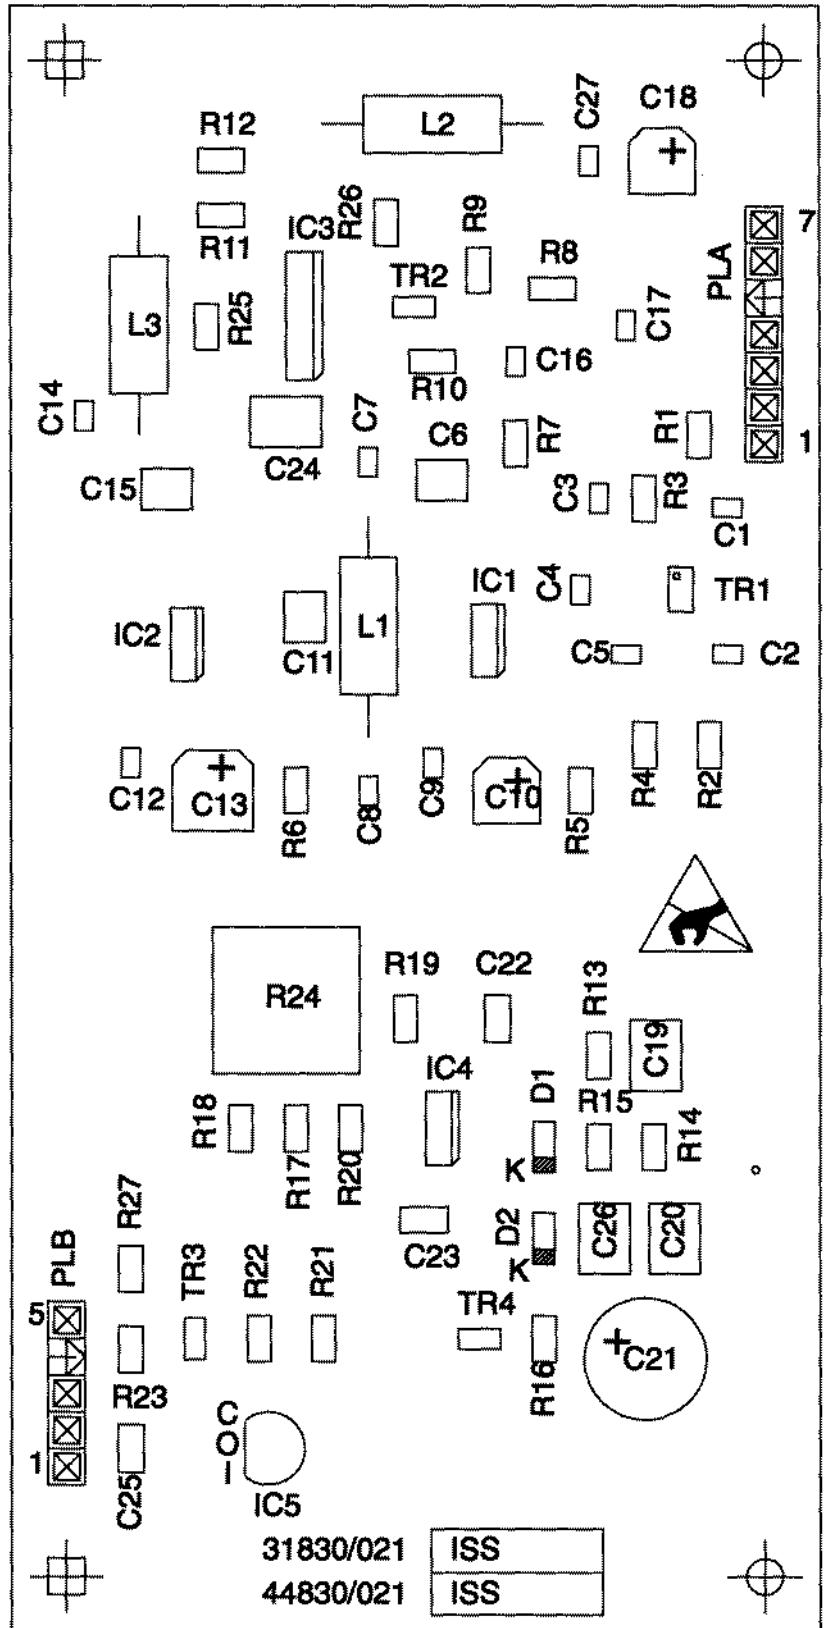 C27
C18
R12
L2
R26
R9
7
R11
IC3
R8
PLA
TR2
L3
R25
C17
C16
R10
C14
C7
C6
R7
R1
1
C24
C15
C3
R3
C1
IC1
C4
TR1
IC2
L1
C11
C5
C2
C12
C13
R6
C8
C9
C10
R5
R4
R2
R19
C22
R13
R24
C19
IC4
D1
R15
R18
R14
R17
R20
K
R27
D2
C26
C20
PLB
TR3
R22
R21
C23
K
5
TR4
C21
R23
R16
C
O
I
1
C25
IC5
31830/021 ISS
44830/021 ISS